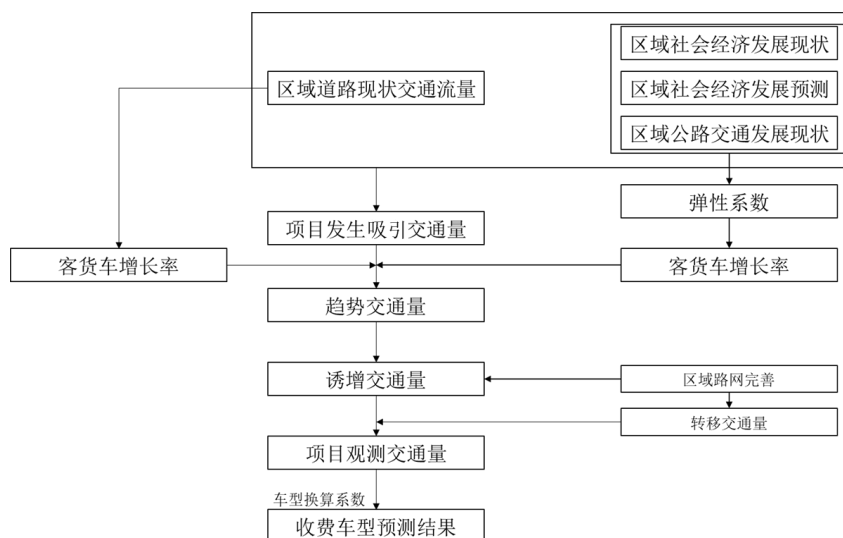 区域社会经济发展现状
区域道路现状交通流量
区域社会经济发展预测
区域公路交通发展现状
弹性系数
项目发生吸引交通量
客货车增长率
客货车增长率
趋势交通量
诱增交通量
区域路网完善
转移交通量
项目观测交通量
车型换算系数
收费车型预测结果